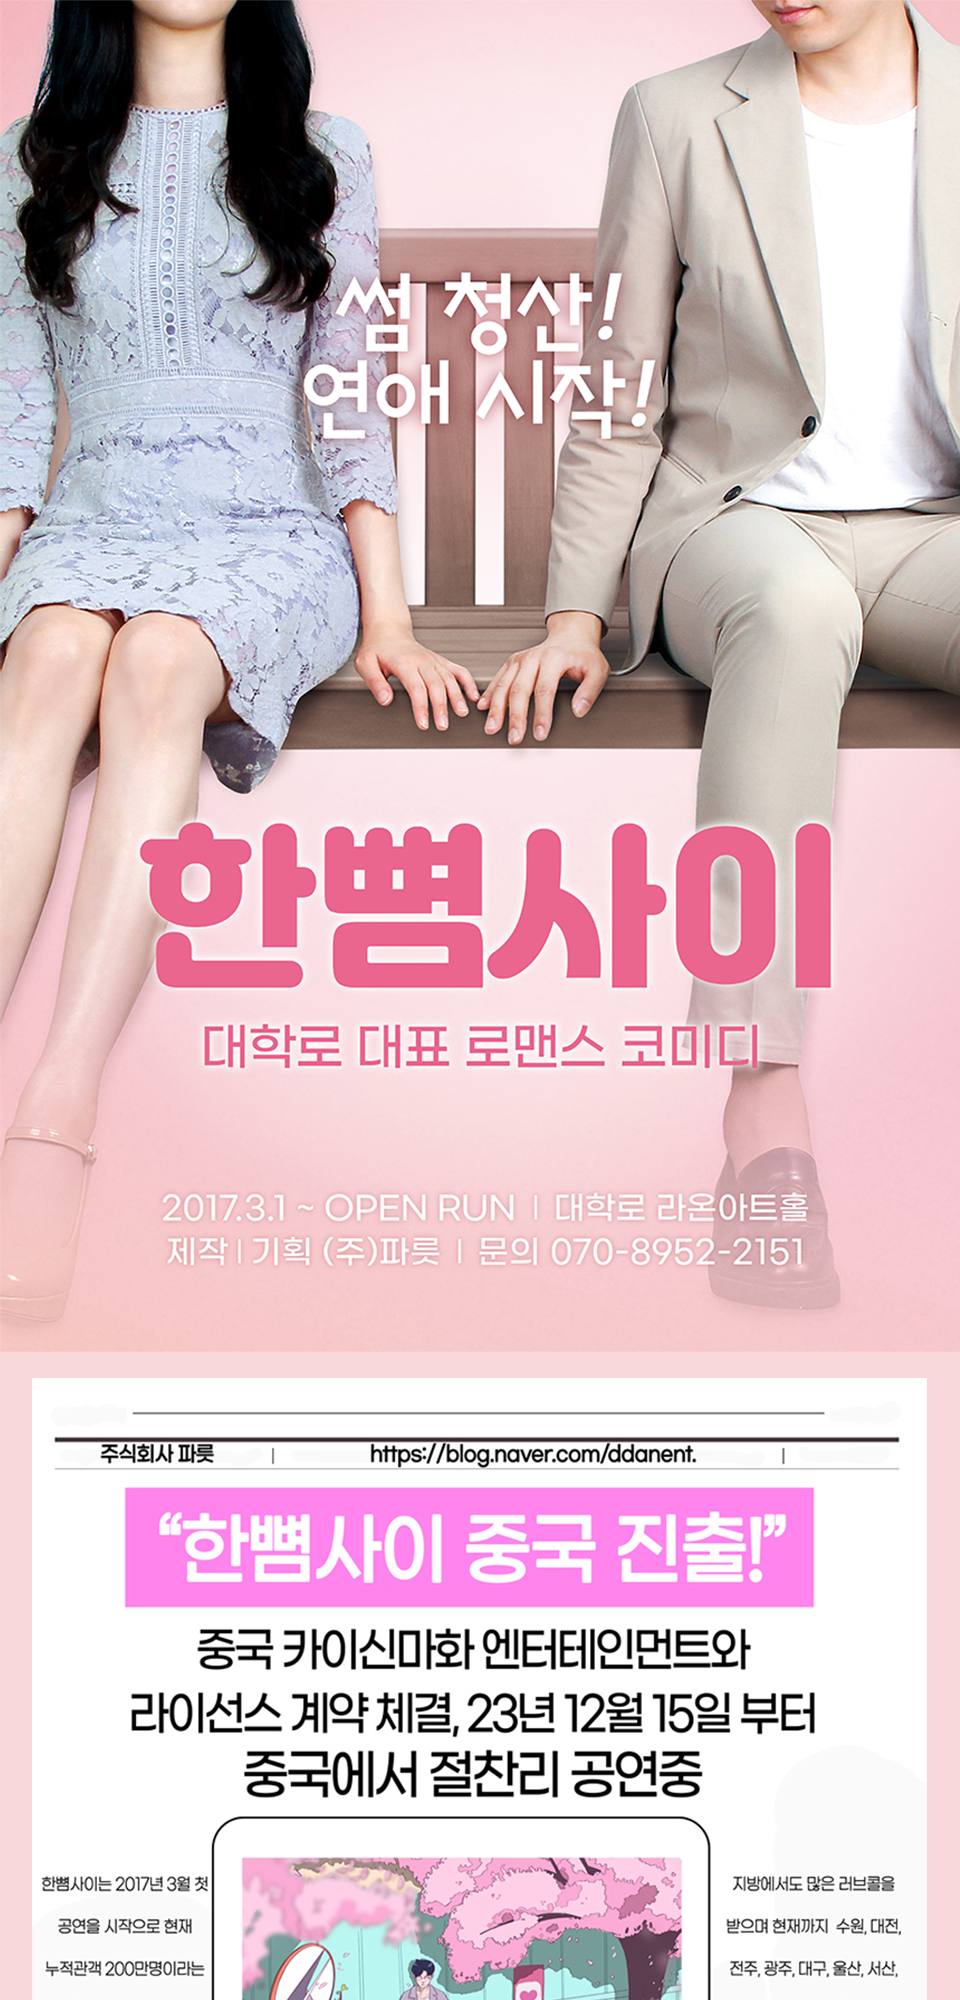 썸 청산!
연애 시작!
한뼘사이
대학로 대표 로맨스 코미디
2017.3.1 ~ OPEN RUN | 대학로 라온아트홀
제작 | 기획 (주)파릇 | 문의 070-8952-2151
주식회사 파릇 | https://blog.naver.com/ddanent. |
“한뼘사이 중국 진출!”
중국 카이신마화 엔터테인먼트와
라이선스 계약 체결, 23년 12월 15일 부터
중국에서 절찬리 공연중
한뼘사이는 2017년 3월 첫
공연을 시작으로 현재
누적관객 200만명이라는
지방에서도 많은 러브콜을
받으며 현재까지 수원, 대전,
전주, 광주, 대구, 울산, 서산,